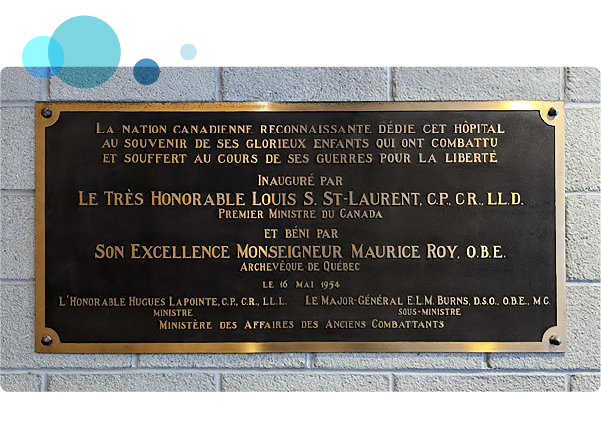 LA NATION CANADIENNE RECONNAISSANTE DÉDIE CET HÔPITAL
AU SOUVENIR DE SES GLORIEUX ENFANTS QUI ONT COMBATTU
ET SOUFFERT AU COURS DE SES GUERRES POUR LA LIBERTÉ
INAUGURÉ PAR
LE TRÈS HONORABLE LOUIS S. ST-LAURENT, C.P., C.R., LL.D.
PREMIER MINISTRE DU CANADA
ET BÉNI PAR
SON EXCELLENCE MONSEIGNEUR MAURICE ROY, O.B.E.
ARCHEVÊQUE DE QUÉBEC
LE 16 MAI 1954
L'HONORABLE HUGUES LAPOINTE, C.P., C.R., LL.L. LE MAJOR-GÉNÉRAL E.L.M. BURNS, D.S.O., O.B.E., M.C.
MINISTRE SOUS-MINISTRE
MINISTÈRE DES AFFAIRES DES ANCIENS COMBATTANTS